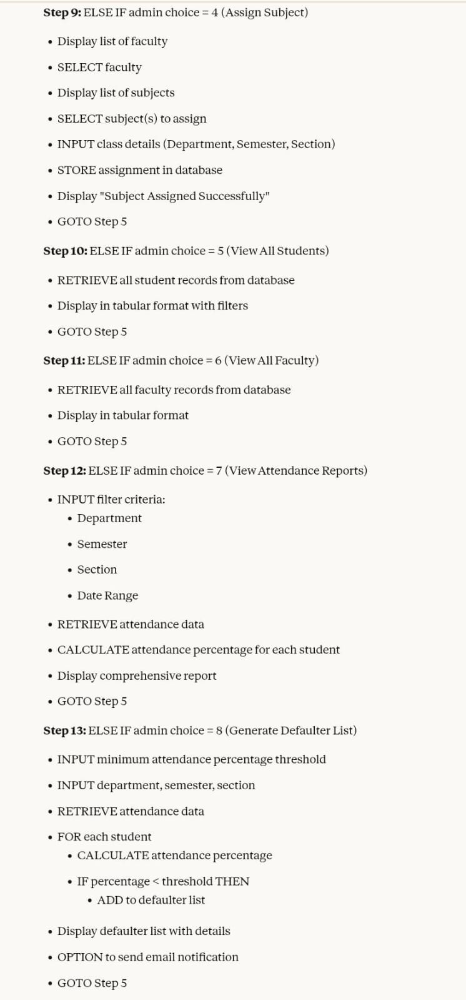 Step 9: ELSE IF admin choice = 4 (Assign Subject)
• Display list of faculty
• SELECT faculty
• Display list of subjects
• SELECT subject(s) to assign
• INPUT class details (Department, Semester, Section)
• STORE assignment in database
• Display "Subject Assigned Successfully"
• GOTO Step 5
Step 10: ELSE IF admin choice = 5 (View All Students)
• RETRIEVE all student records from database
• Display in tabular format with filters
• GOTO Step 5
Step 11: ELSE IF admin choice = 6 (View All Faculty)
• RETRIEVE all faculty records from database
• Display in tabular format
• GOTO Step 5
Step 12: ELSE IF admin choice = 7 (View Attendance Reports)
• INPUT filter criteria:
• Department
• Semester
• Section
• Date Range
• RETRIEVE attendance data
• CALCULATE attendance percentage for each student
• Display comprehensive report
• GOTO Step 5
Step 13: ELSE IF admin choice = 8 (Generate Defaulter List)
• INPUT minimum attendance percentage threshold
• INPUT department, semester, section
• RETRIEVE attendance data
• FOR each student
• CALCULATE attendance percentage
• IF percentage < threshold THEN
• ADD to defaulter list
• Display defaulter list with details
• OPTION to send email notification
• GOTO Step 5